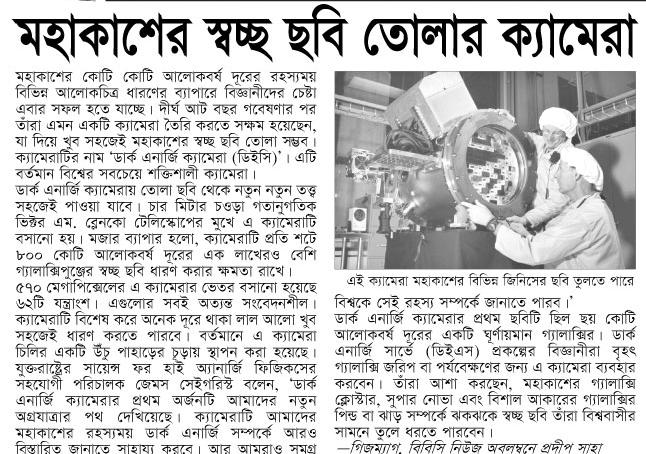 মহাকাশের স্বচ্ছ ছবি তোলার ক্যামেরা
মহাকাশের কোটি কোটি আলোকবর্ষ দূরের রহস্যময়
বিভিন্ন আলোকচিত্র ধারণের ব্যাপারে বিজ্ঞানীদের চেষ্টা
এবার সফল হতে যাচ্ছে। দীর্ঘ আট বছর গবেষণার পর
তাঁরা এমন একটি ক্যামেরা তৈরি করতে সক্ষম হয়েছেন,
যা দিয়ে খুব সহজেই মহাকাশের স্বচ্ছ ছবি তোলা সম্ভব।
ক্যামেরাটির নাম ‘ডার্ক এনার্জি ক্যামেরা (ডিইসি)’। এটি
বর্তমান বিশ্বের সবচেয়ে শক্তিশালী ক্যামেরা।
ডার্ক এনার্জি ক্যামেরায় তোলা ছবি থেকে নতুন নতুন তত্ত্ব
সহজেই পাওয়া যাবে। চার মিটার চওড়া গতানুগতিক
ভিক্টর এম. ব্লেনকো টেলিস্কোপের মুখে এ ক্যামেরাটি
বসানো হয়। মজার ব্যাপার হলো, ক্যামেরাটি প্রতি শটে
৮০০ কোটি আলোকবর্ষ দূরের এক লাখেরও বেশি
গ্যালাক্সিপুঞ্জের স্বচ্ছ ছবি ধারণ করার ক্ষমতা রাখে।
৫৭০ মেগাপিক্সেলের এ ক্যামেরার ভেতর বসানো হয়েছে
৬২টি যন্ত্রাংশ। এগুলোর সবই অত্যন্ত সংবেদনশীল।
ক্যামেরাটি বিশেষ করে অনেক দূরে থাকা লাল আলো খুব
সহজেই ধারণ করতে পারবে। বর্তমানে এ ক্যামেরা
চিলির একটি উঁচু পাহাড়ের চূড়ায় স্থাপন করা হয়েছে।
যুক্তরাষ্ট্রের সায়েন্স ফর হাই অ্যানার্জি ফিজিকসের
সহযোগী পরিচালক জেমস সেইগরিস্ট বলেন, ‘ডার্ক
এনার্জি ক্যামেরার প্রথম অর্জনটি আমাদের নতুন
অগ্রযাত্রার পথ দেখিয়েছে। ক্যামেরাটি আমাদের
মহাকাশের রহস্যময় ডার্ক এনার্জি সম্পর্কে আরও
বিস্তারিত জানাতে সাহায্য করবে। আর আমরাও সমগ্র
এই ক্যামেরা মহাকাশের বিভিন্ন জিনিসের ছবি তুলতে পারে
বিশ্বকে সেই রহস্য সম্পর্কে জানাতে পারব।’
ডার্ক এনার্জি ক্যামেরার প্রথম ছবিটি ছিল ছয় কোটি
আলোকবর্ষ দূরের একটি ঘূর্ণায়মান গ্যালাক্সির। ডার্ক
এনার্জি সার্ভে (ডিইএস) প্রকল্পের বিজ্ঞানীরা বৃহৎ
গ্যালাক্সি জরিপ বা পর্যবেক্ষণের জন্য এ ক্যামেরা ব্যবহার
করবেন। তাঁরা আশা করছেন, মহাকাশের গ্যালাক্সি
ক্লোস্টার, সুপার নোভা এবং বিশাল আকারের গ্যালাক্সির
পিন্ড বা ঝাড় সম্পর্কে ঝকঝকে স্বচ্ছ ছবি তাঁরা বিশ্ববাসীর
সামনে তুলে ধরতে পারবেন।
—গিজম্যাগ, বিবিসি নিউজ অবলম্বনে প্রদীপ সাহা